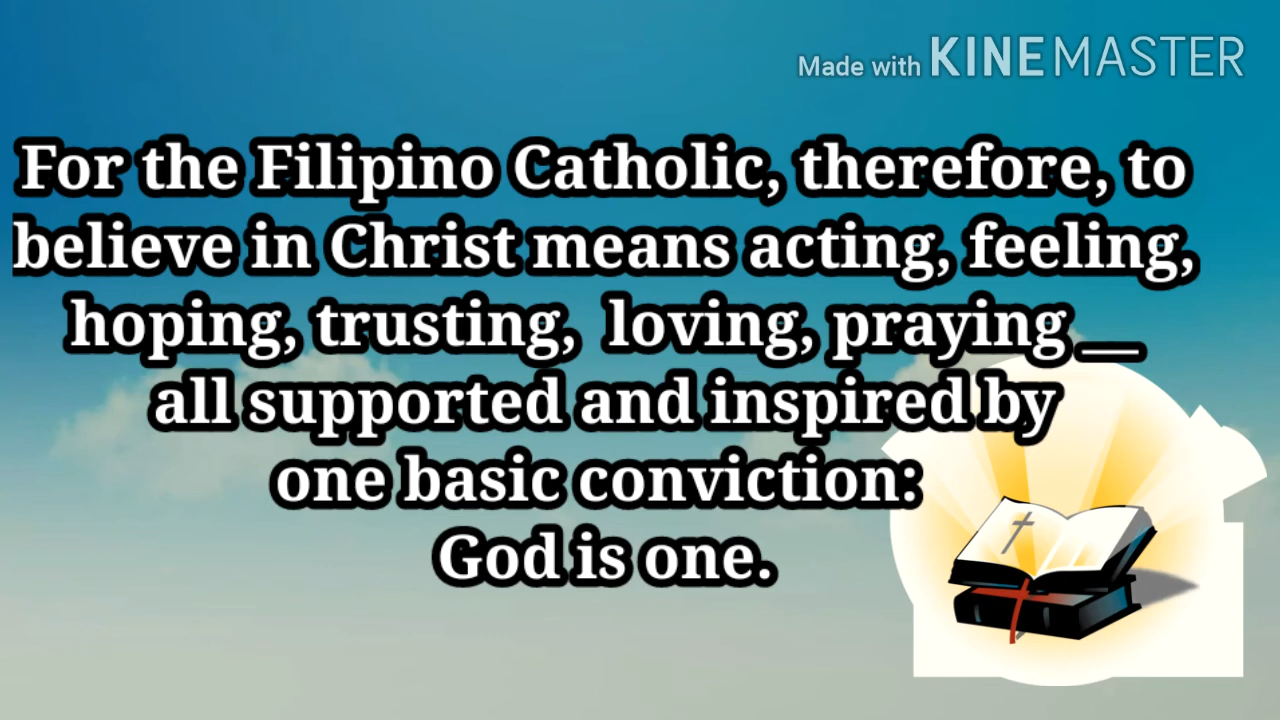 Made with KINEMASTER
For the Filipino Catholic, therefore, to
believe in Christ means acting, feeling,
hoping, trusting,  loving, praying __
all supported and inspired by
one basic conviction:
God is one.